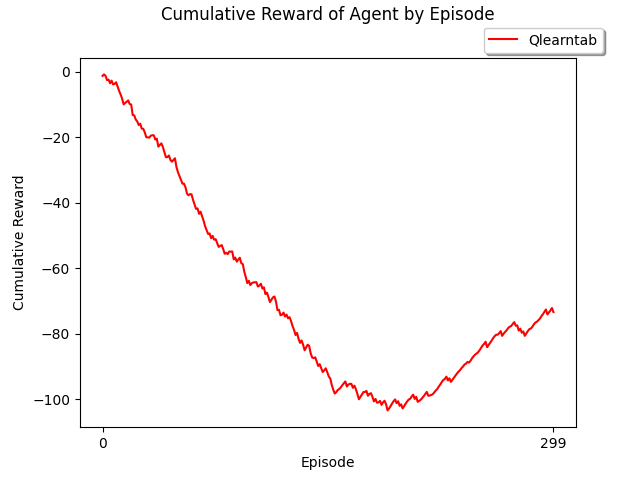 Cumulative Reward of Agent by Episode
Qlearntab
0
−20
−40
−60
−80
−100
Cumulative Reward
0
299
Episode